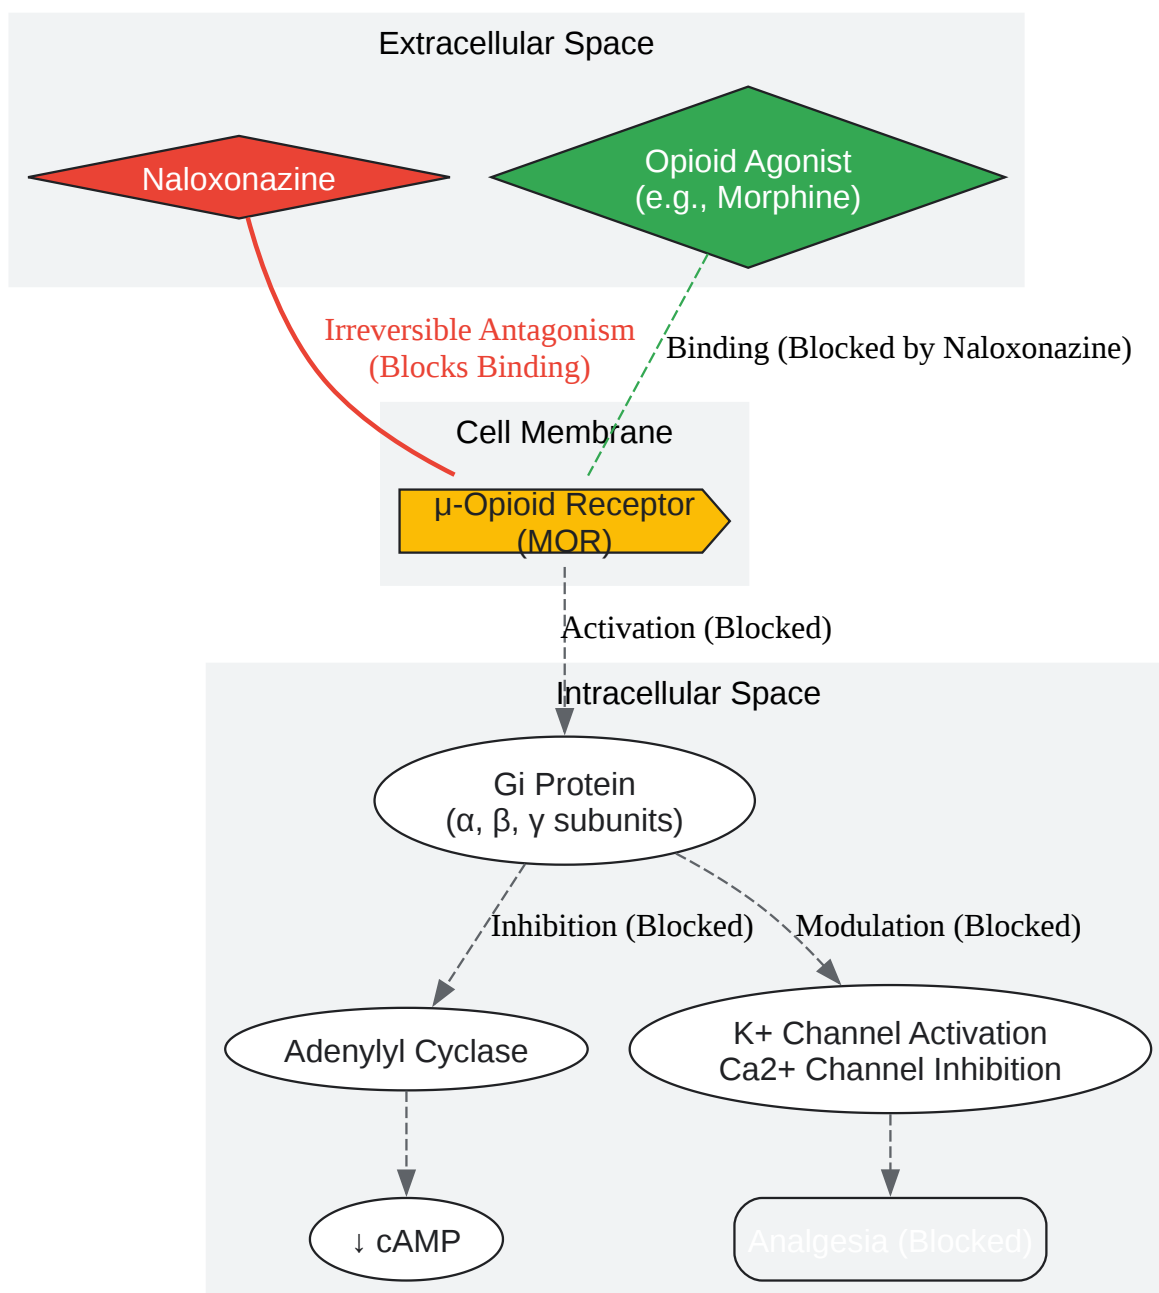 Extracellular Space
Naloxonazine
Opioid Agonist
(e.g., Morphine)
Irreversible Antagonism
(Blocks Binding)
Binding (Blocked by Naloxonazine)
Cell Membrane
μ-Opioid Receptor
(MOR)
Activation (Blocked)
Intracellular Space
Gi Protein
(α, β, γ subunits)
Inhibition (Blocked)
Modulation (Blocked)
Adenylyl Cyclase
K+ Channel Activation
Ca2+ Channel Inhibition
↓ cAMP
Analgesia (Blocked)